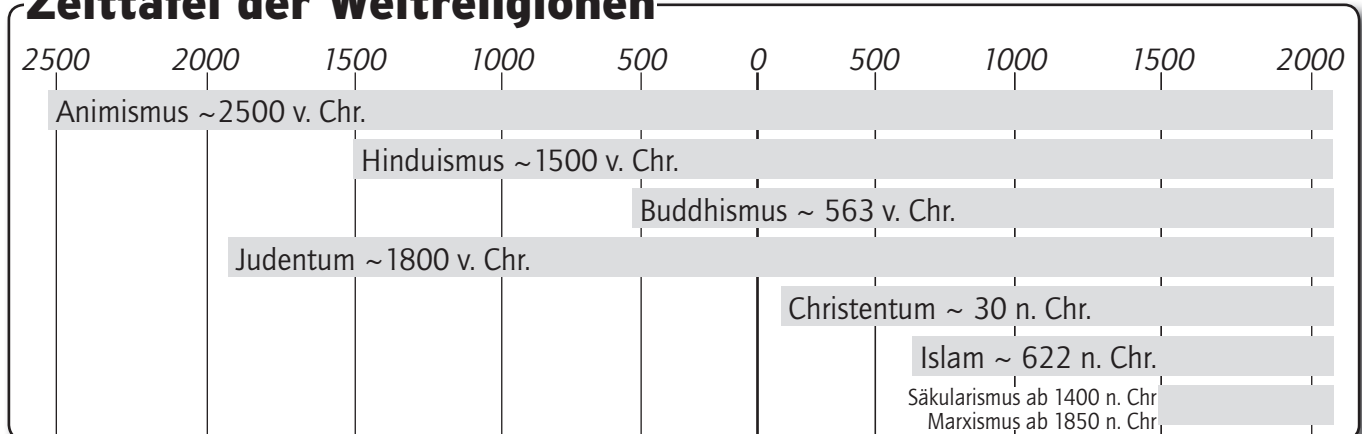 Zeittafel der Weltreligionen
2500 2000 1500 1000 500 0 500 1000 1500 2000
Animismus ~2500 v. Chr.
Hinduismus ~1500 v. Chr.
Buddhismus ~ 563 v. Chr.
Judentum ~1800 v. Chr.
Christentum ~ 30 n. Chr.
Islam ~ 622 n. Chr.
Säkularismus ab 1400 n. Chr
Marxismus ab 1850 n. Chr.